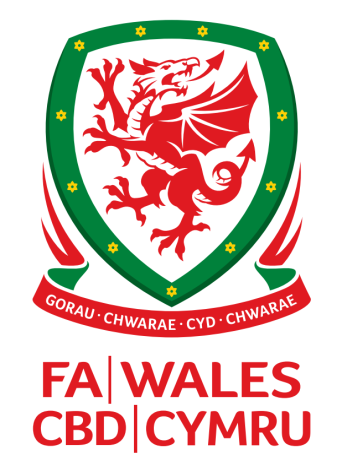 GORAU · CHWARAE · CYD · CHWARAE
FA|WALES
CBD|CYMRU